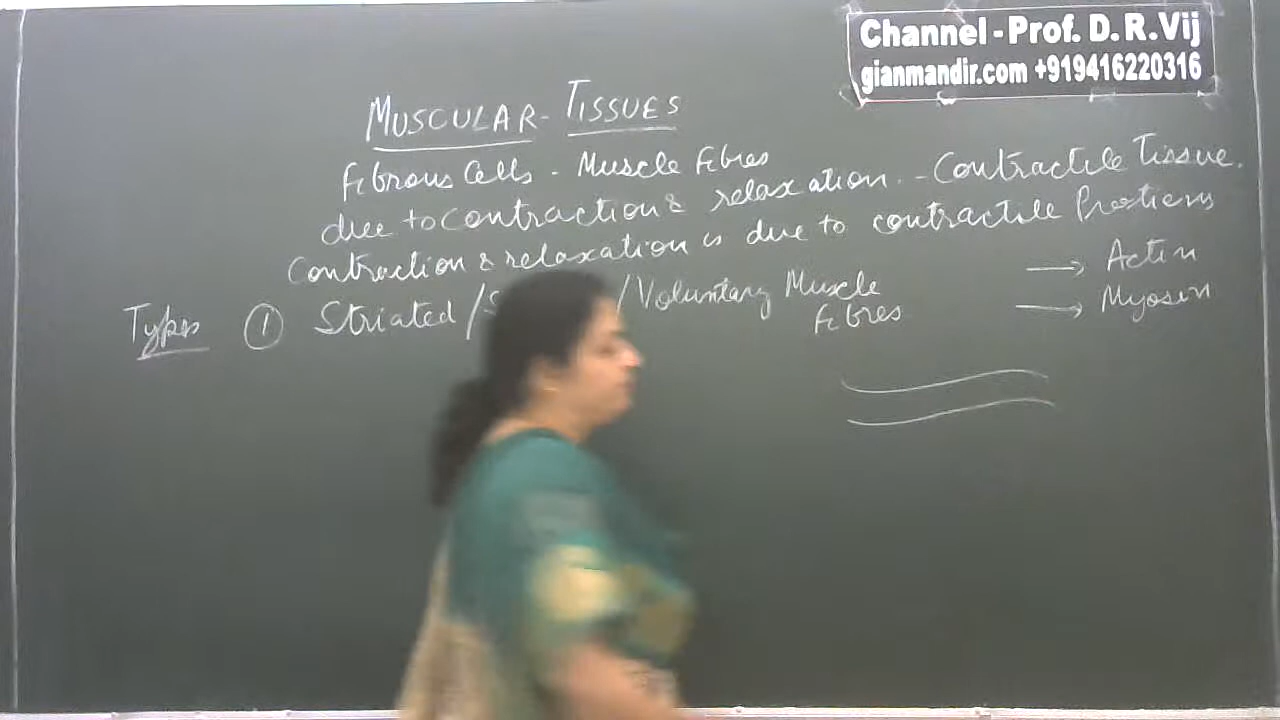 Channel - Prof. D. R. Vij
gianmandir.com +919416220316
MUSCULAR - TISSUES
Fibrous Cells - Muscle Fibres
due to contraction & relaxation. - Contractile Tissue.
Contraction & relaxation is due to contractile Proteins
→ Actin
→ Myosin
Types ① Striated / / Voluntary Muscle
Fibres